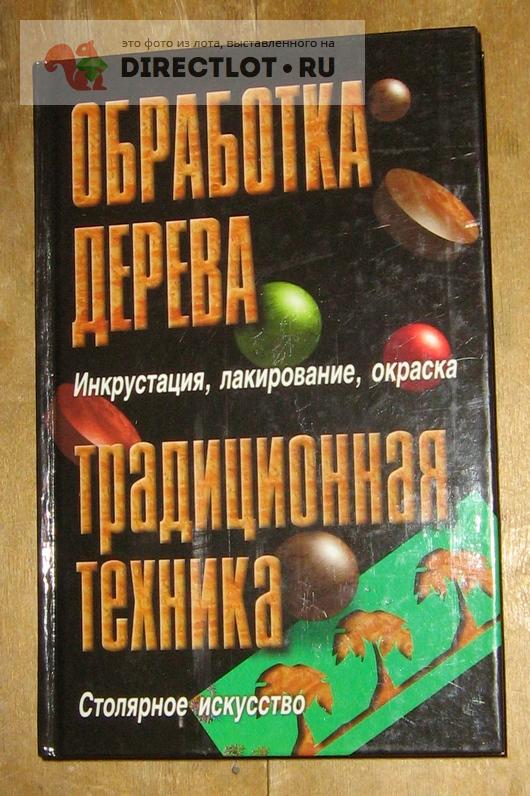 это фото из лота, выставленного на
DIRECTLOT•RU
ОБРАБОТКА
ДЕРЕВА
Инкрустация, лакирование, окраска
традиционная
техника
Столярное искусство